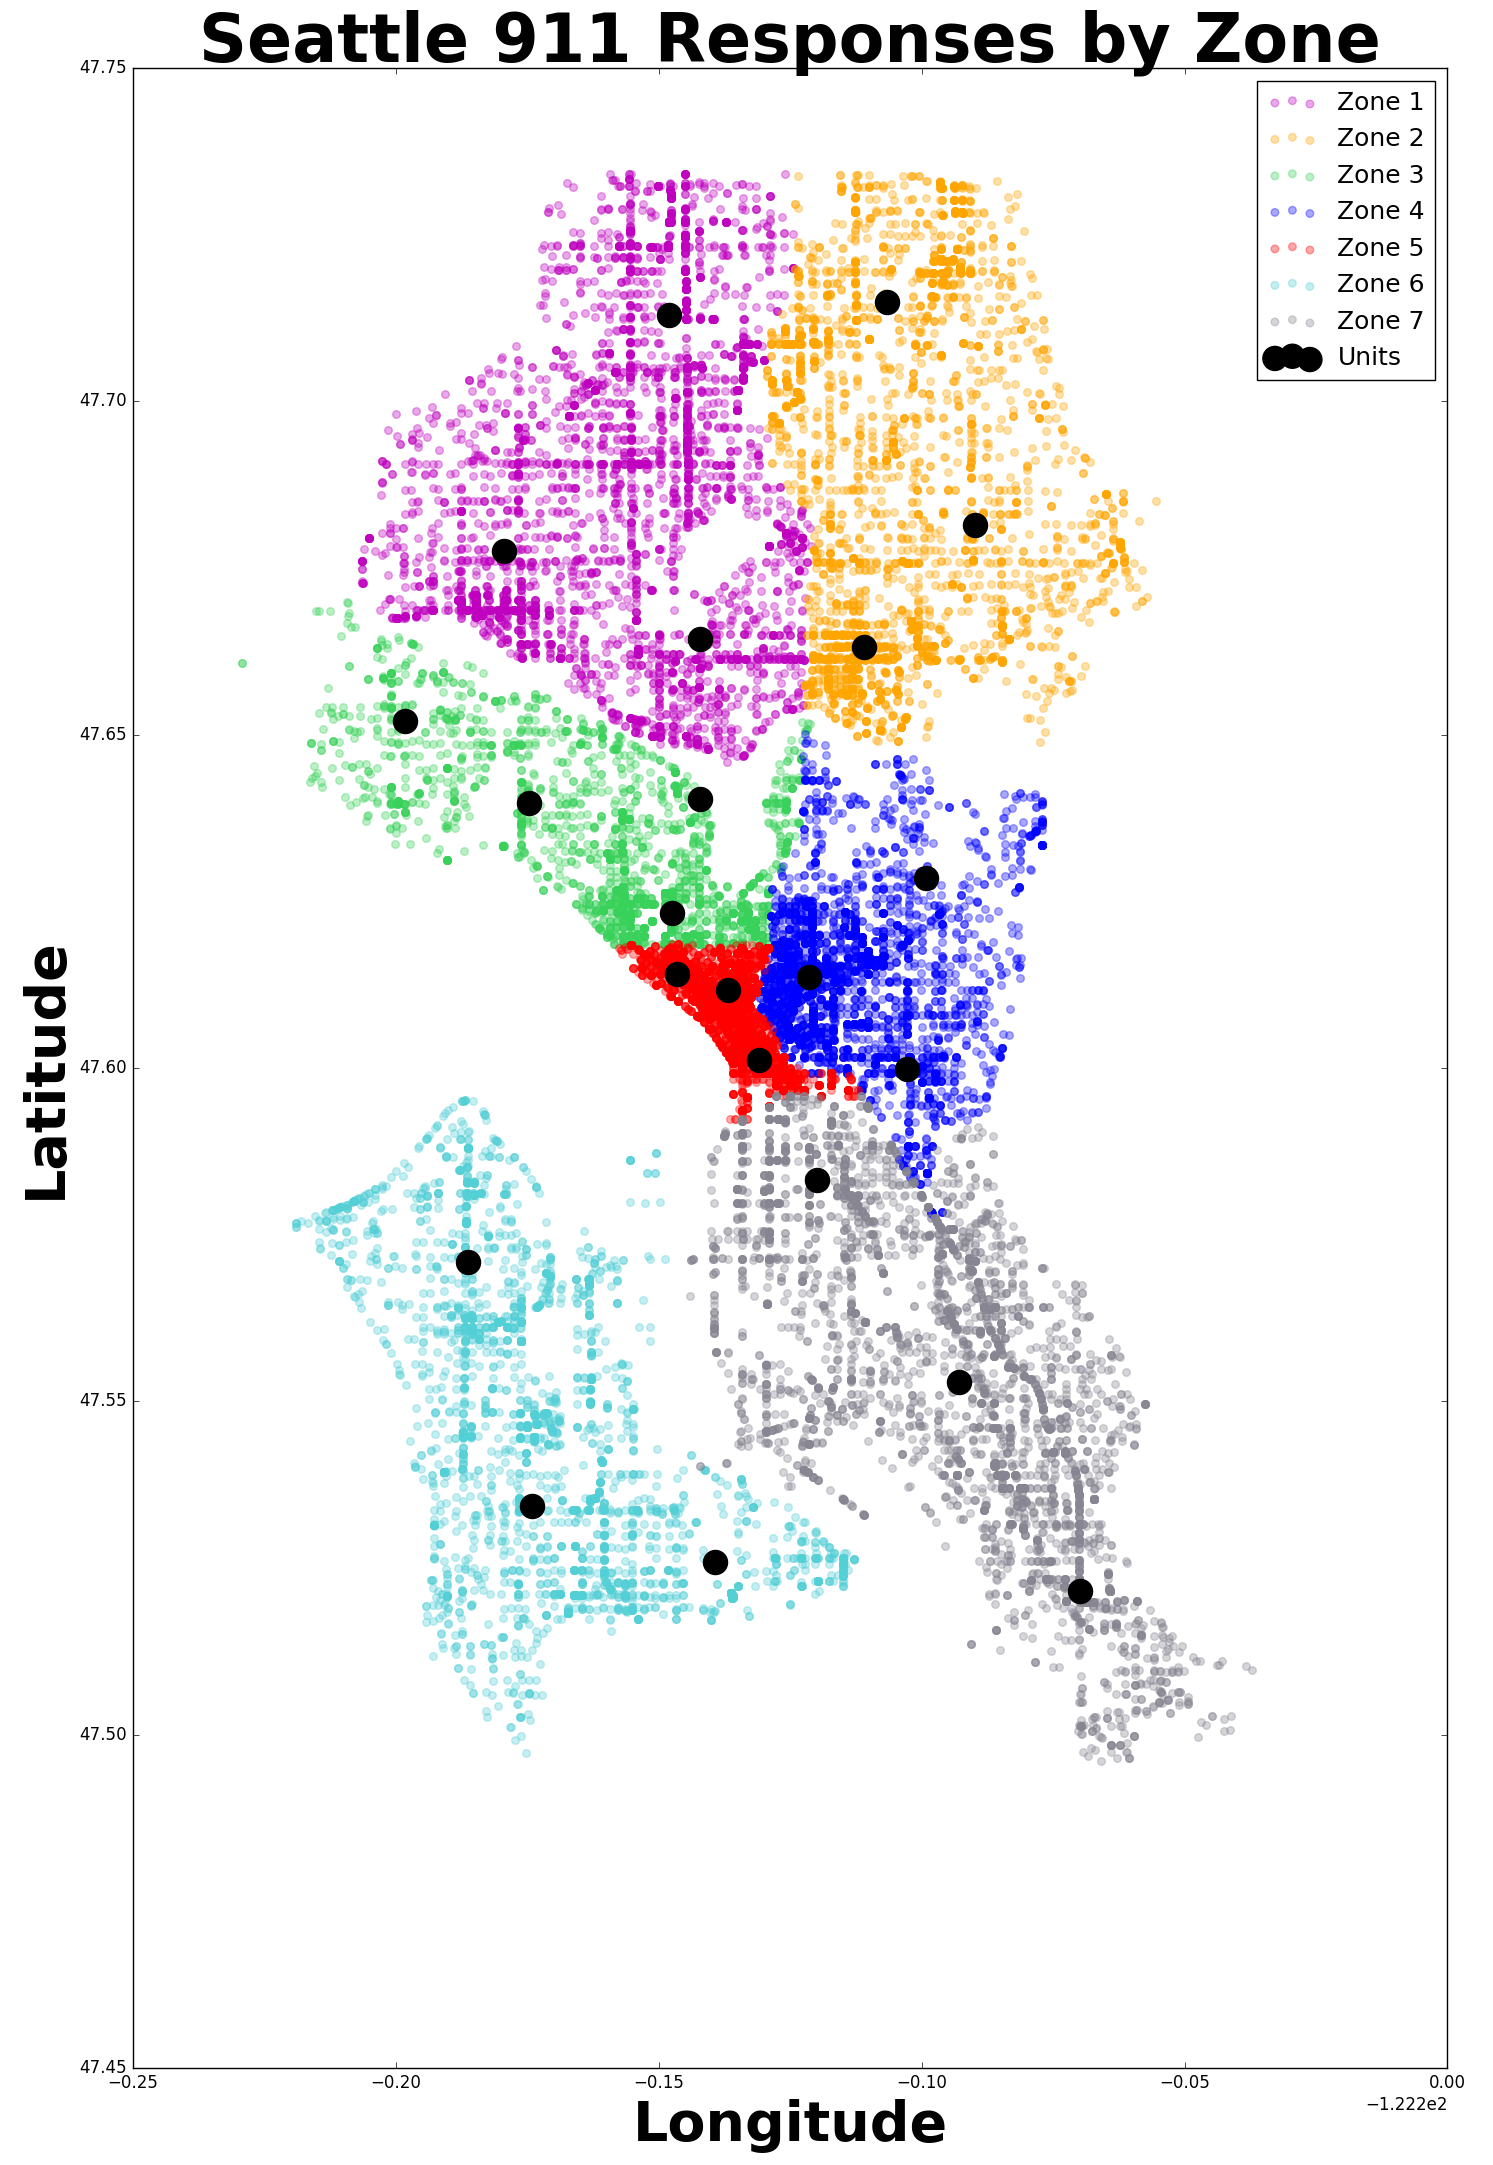 Seattle 911 Responses by Zone
47.75
47.70
47.65
47.60
47.55
47.50
47.45
Latitude
Zone 1
Zone 2
Zone 3
Zone 4
Zone 5
Zone 6
Zone 7
Units
−0.25 −0.20 −0.15 −0.10 −0.05 0.00
−1.222e2
Longitude